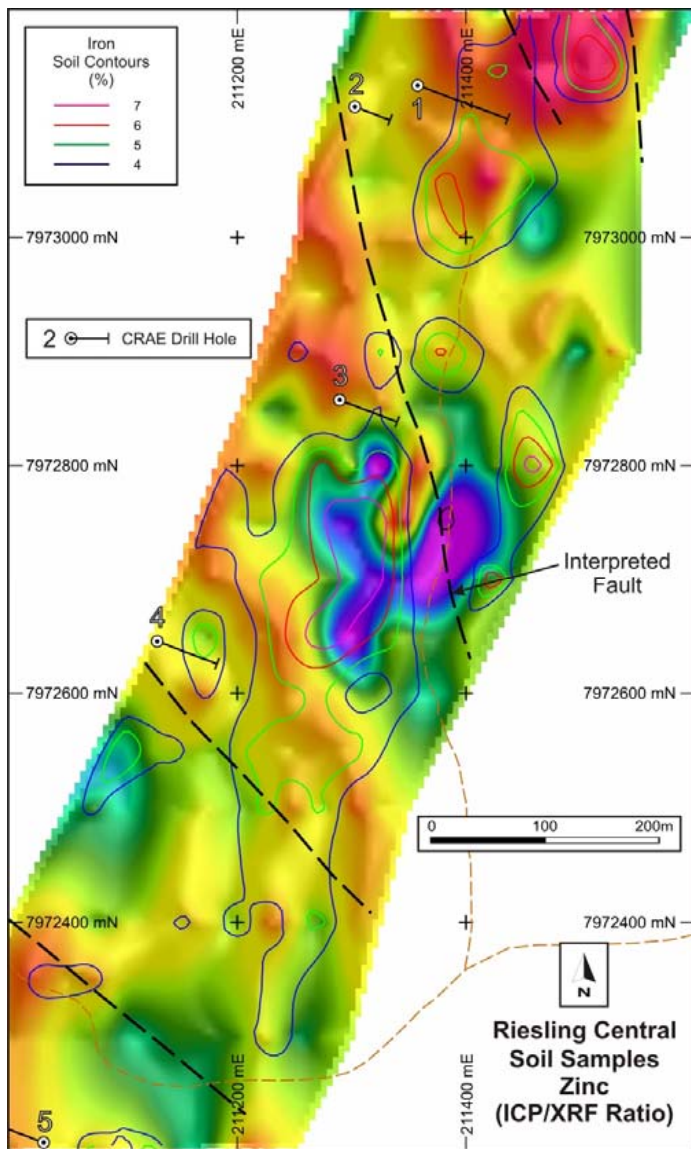 Iron
Soil Contours
(%)
7
6
5
4
211200 mE
211400 mE
2
1
7973000 mN
7973000 mN
2 CRAE Drill Hole
3
7972800 mN
7972800 mN
Interpreted
Fault
4
7972600 mN
7972600 mN
0 100 200m
7972400 mN
7972400 mN
N
Riesling Central
Soil Samples
Zinc
(ICP/XRF Ratio)
211200 mE
211400 mE
5